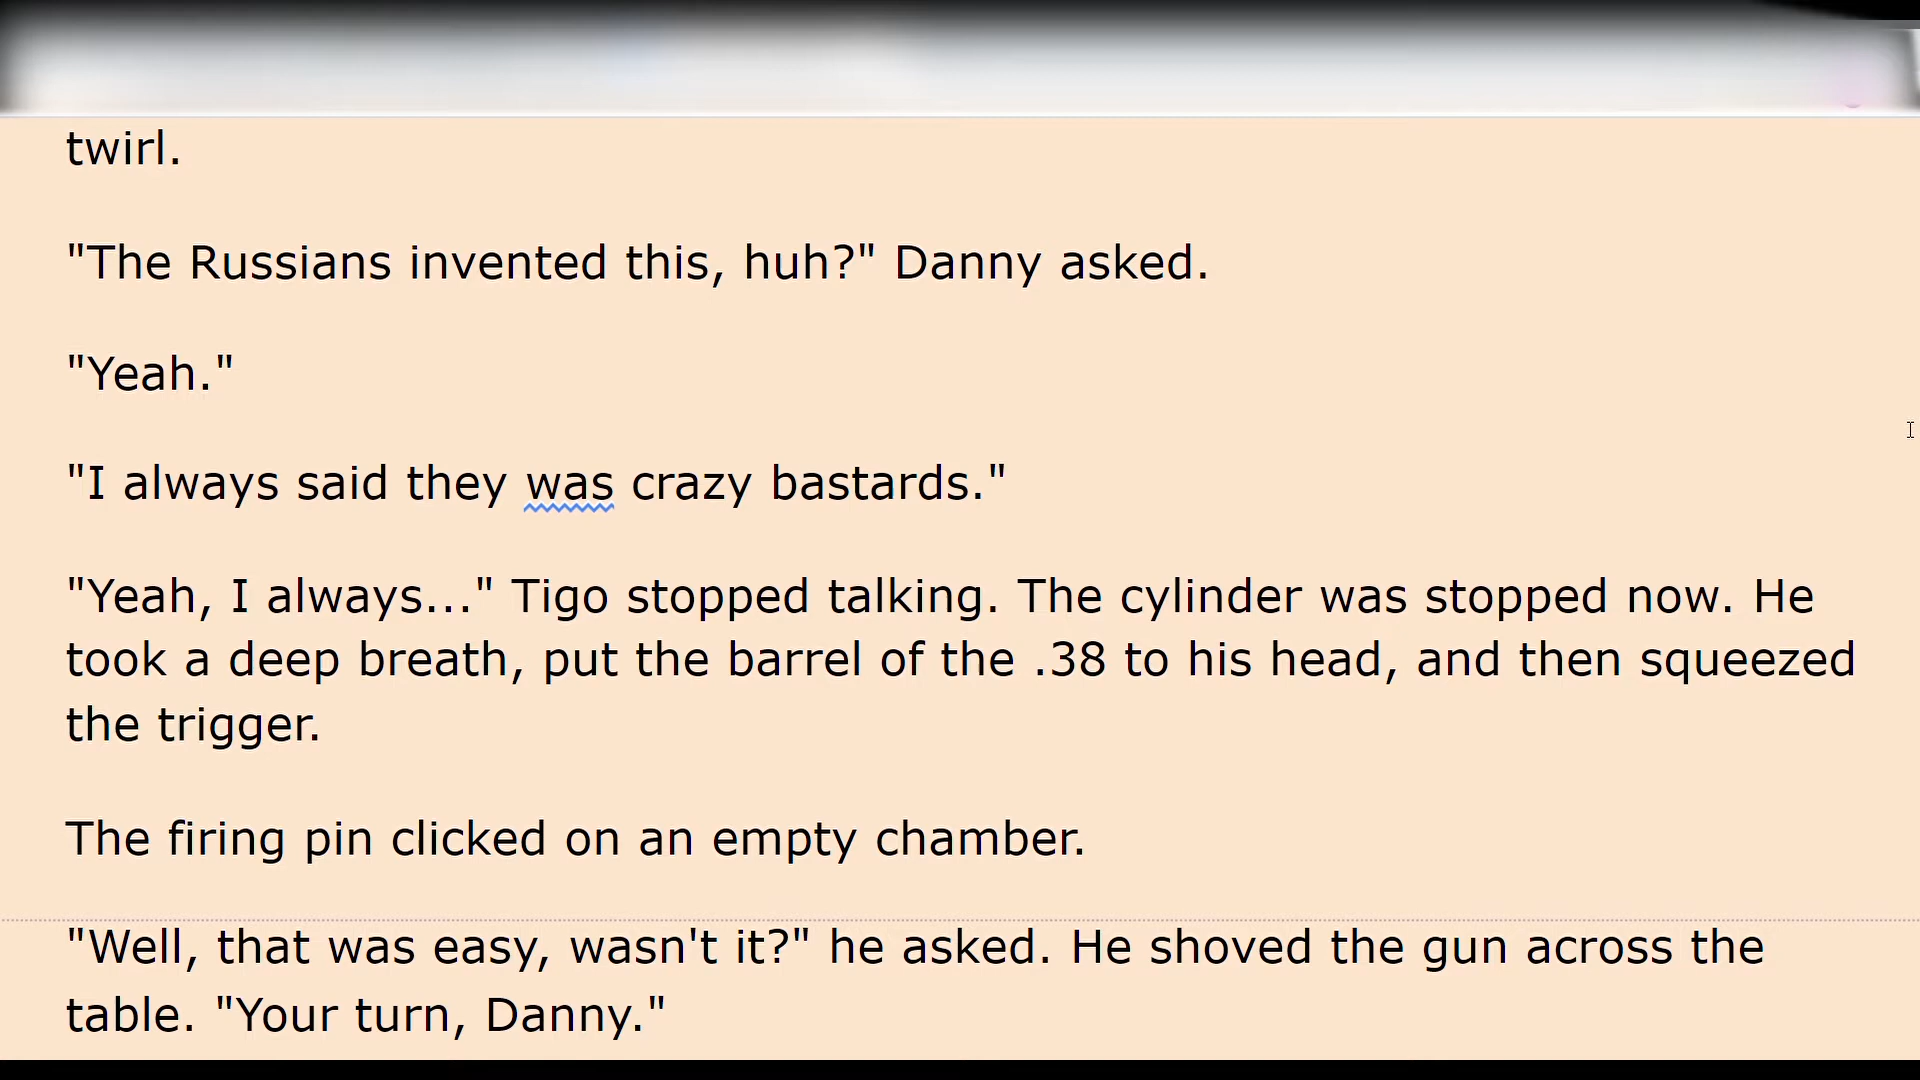 twirl.
"The Russians invented this, huh?" Danny asked.
"Yeah."
"I always said they was crazy bastards."
"Yeah, I always..." Tigo stopped talking. The cylinder was stopped now. He
took a deep breath, put the barrel of the .38 to his head, and then squeezed
the trigger.
The firing pin clicked on an empty chamber.
"Well, that was easy, wasn't it?" he asked. He shoved the gun across the
table. "Your turn, Danny."